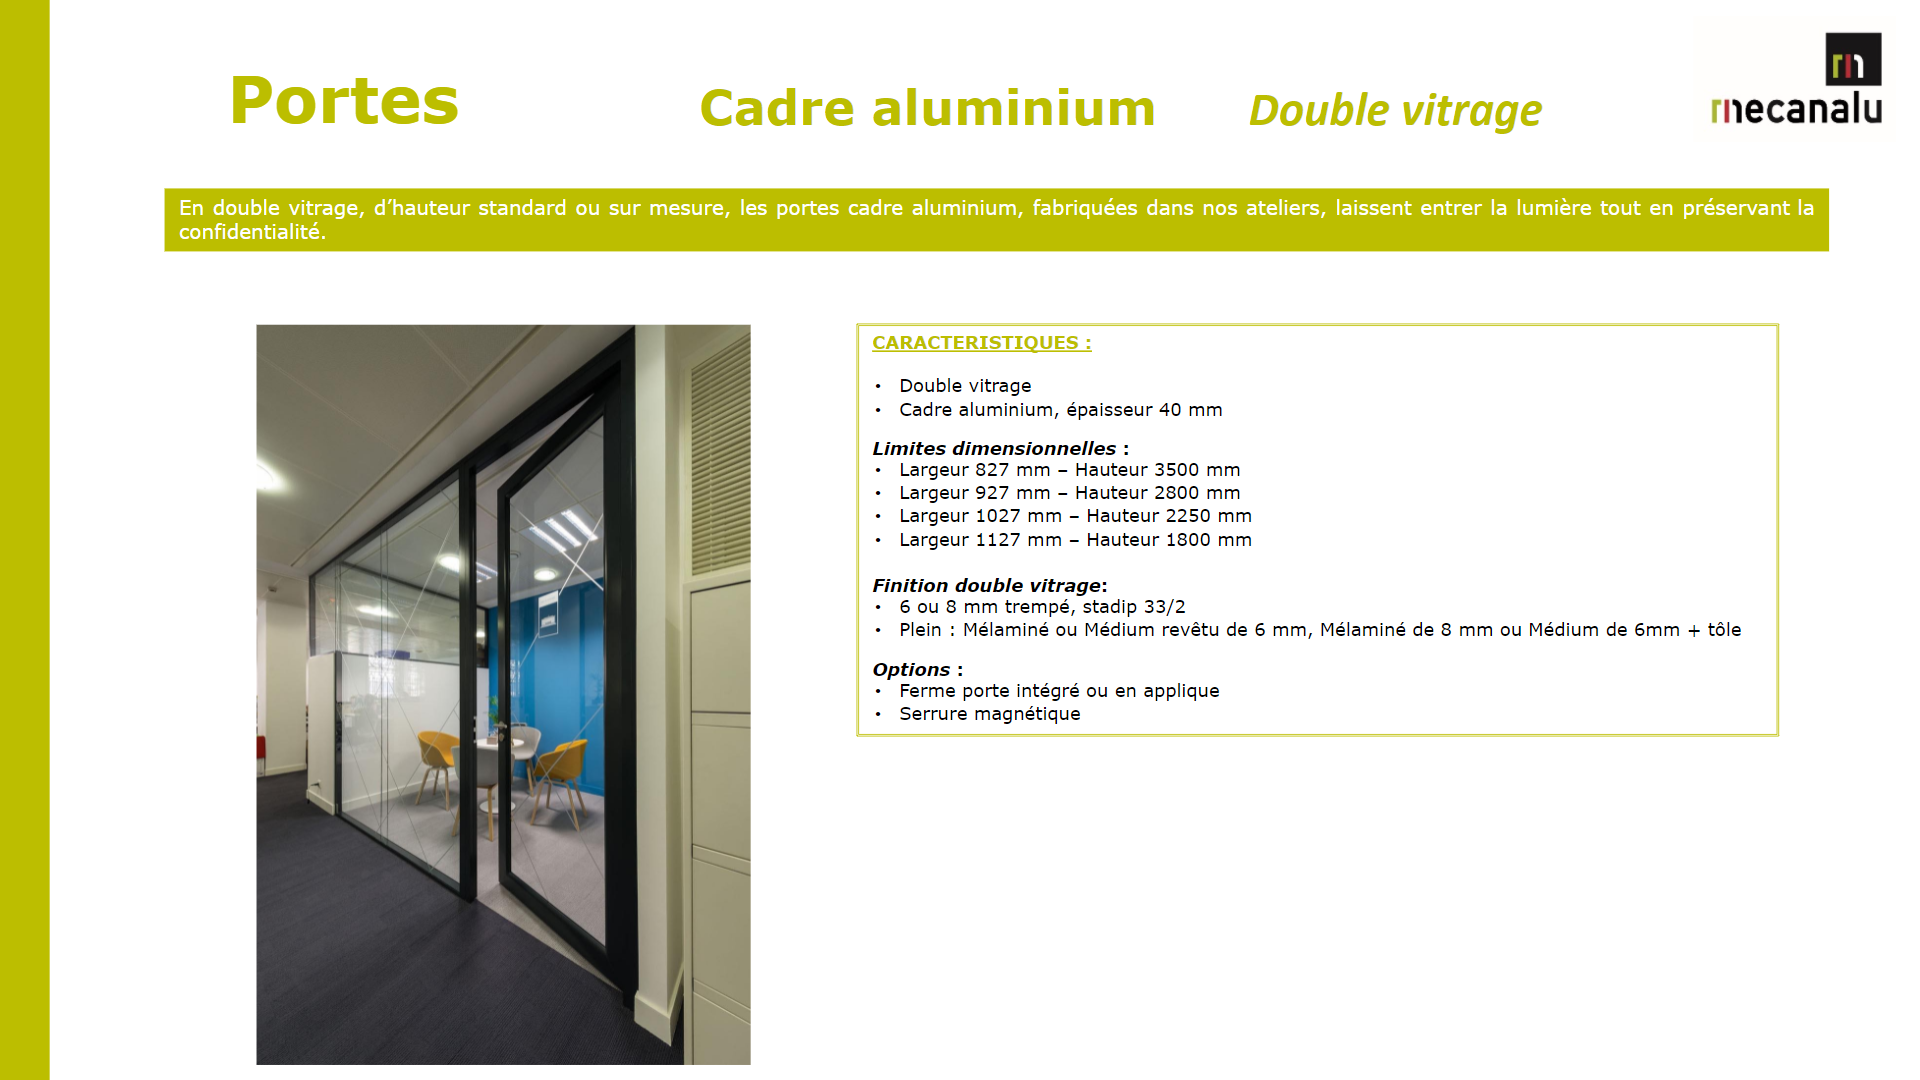 Portes
Cadre aluminium
Double vitrage
mecanalu
En double vitrage, d’hauteur standard ou sur mesure, les portes cadre aluminium, fabriquées dans nos ateliers, laissent entrer la lumière tout en préservant la
confidentialité.
CARACTERISTIQUES :
• Double vitrage
• Cadre aluminium, épaisseur 40 mm
Limites dimensionnelles :
• Largeur 827 mm – Hauteur 3500 mm
• Largeur 927 mm – Hauteur 2800 mm
• Largeur 1027 mm – Hauteur 2250 mm
• Largeur 1127 mm – Hauteur 1800 mm
Finition double vitrage:
• 6 ou 8 mm trempé, stadip 33/2
• Plein : Mélaminé ou Médium revêtu de 6 mm, Mélaminé de 8 mm ou Médium de 6mm + tôle
Options :
• Ferme porte intégré ou en applique
• Serrure magnétique